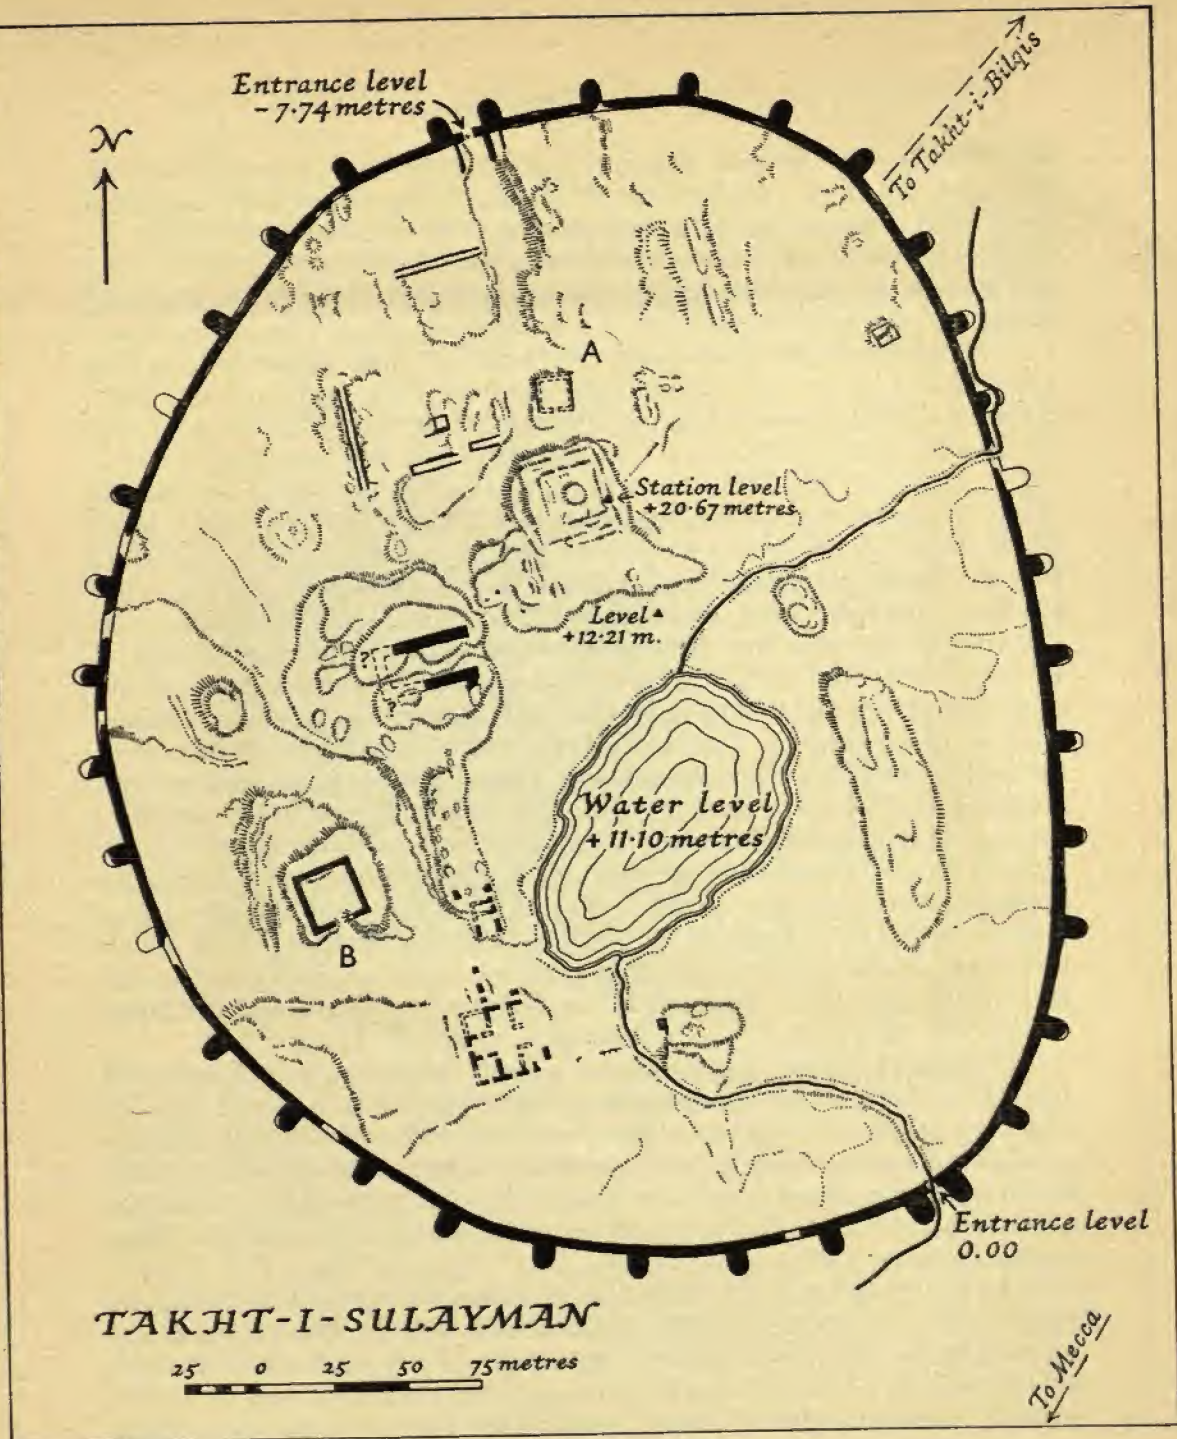 Entrance level
– 7·74 metres
N
To Takht-i-Bilqis
A
Station level
+20·67 metres
Level
+12·21 m.
?
?
Water level
+ 11·10 metres
B
Entrance level
0.00
TAKHT-I-SULAYMAN
25 0 25 50 75 metres
To Mecca